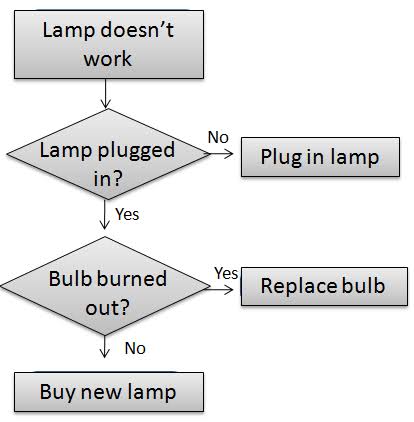 Lamp doesn't
work
Lamp plugged
in?
No
Plug in lamp
Yes
Bulb burned
out?
Yes
Replace bulb
No
Buy new lamp